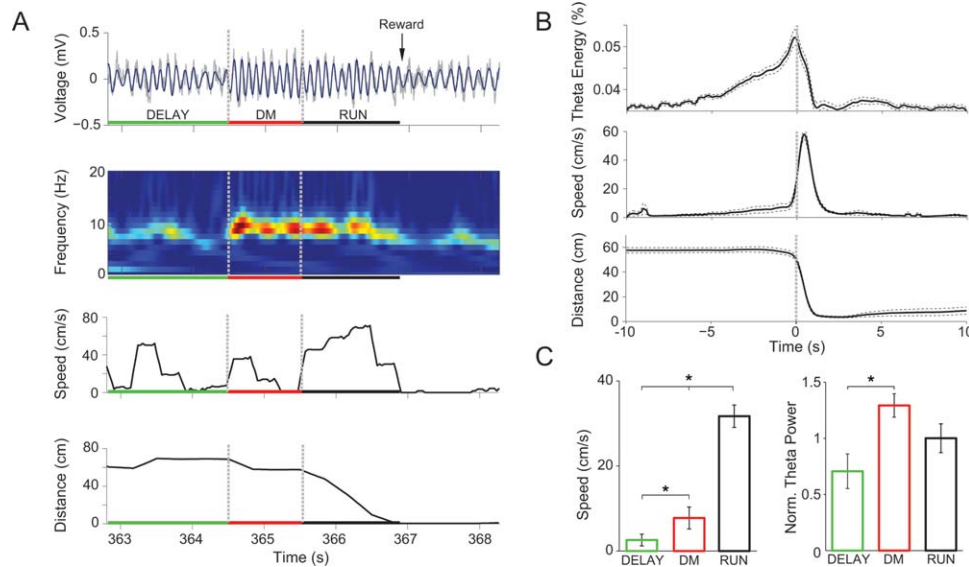 A
Reward
Voltage (mV)
0.5
0
−0.5
DELAY DM RUN
Frequency (Hz)
20
10
0
Speed (cm/s)
80
40
0
Distance (cm)
80
40
0
363 364 365 366 367 368
Time (s)
B
Theta Energy (%)
0.05
0.04
Speed (cm/s)
60
40
20
0
Distance (cm)
60
40
20
0
-10 −5 0 5 10
Time (s)
C
Speed (cm/s)
40
20
0
*
*
DELAY DM RUN
Norm. Theta Power
1.5
1
0.5
0
*
DELAY DM RUN